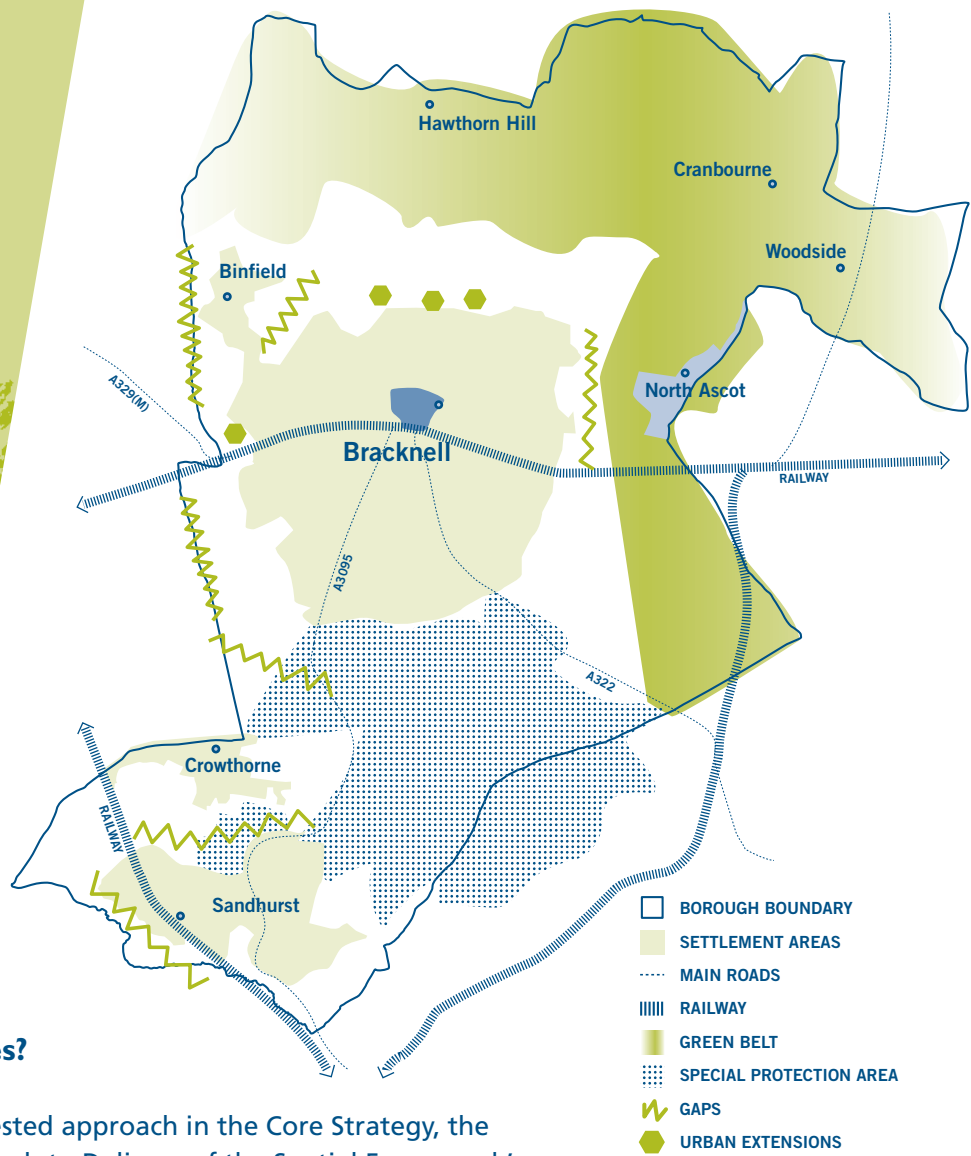 Hawthorn Hill
Cranbourne
Woodside
Binfield
A329(M)
North Ascot
Bracknell
RAILWAY
A3095
A322
Crowthorne
RAILWAY
Sandhurst
BOROUGH BOUNDARY
SETTLEMENT AREAS
MAIN ROADS
RAILWAY
GREEN BELT
SPECIAL PROTECTION AREA
GAPS
URBAN EXTENSIONS
es?
ested approach in the Core Strategy, the